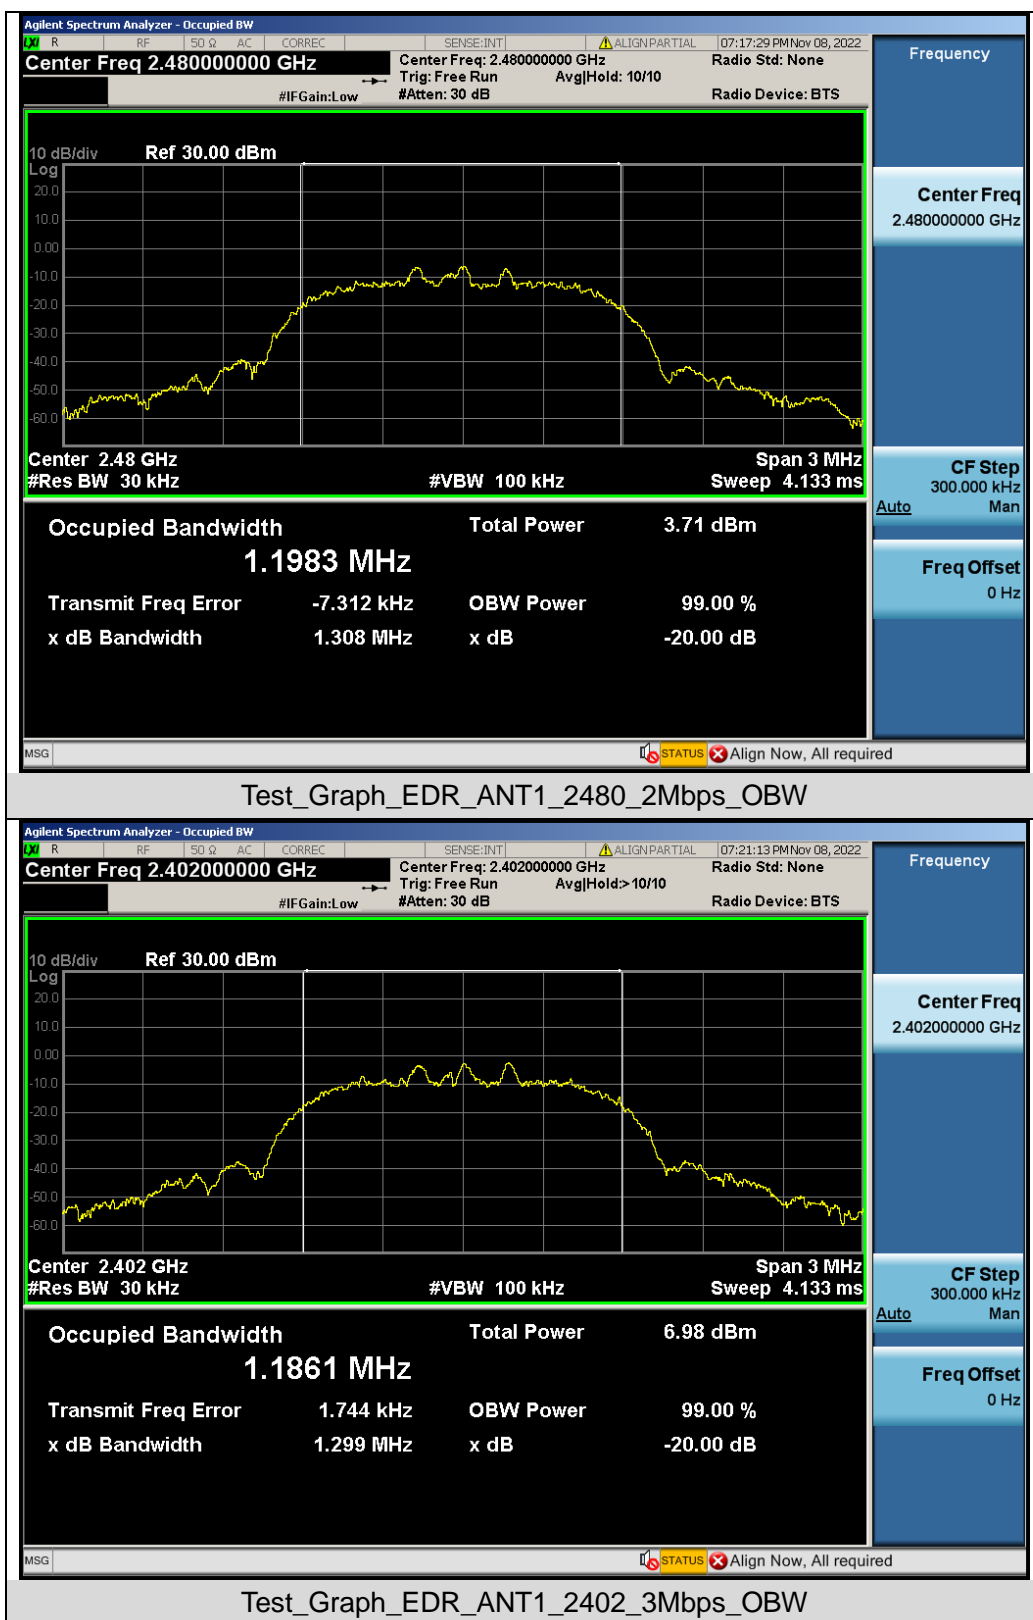 Agilent Spectrum Analyzer - Occupied BW
LXI R RF 50 Ω AC CORREC SENSE:INT ALIGN PARTIAL 07:17:29 PM Nov 08, 2022
Center Freq 2.480000000 GHz
Center Freq: 2.480000000 GHz
Radio Std: None
Trig: Free Run Avg|Hold: 10/10
#IFGain:Low
#Atten: 30 dB
Radio Device: BTS
Frequency
10 dB/div Ref 30.00 dBm
Log
20.0
10.0
0.00
-10.0
-20.0
-30.0
-40.0
-50.0
-60.0
Center 2.48 GHz Span 3 MHz
#Res BW 30 kHz #VBW 100 kHz Sweep 4.133 ms
Center Freq
2.480000000 GHz
CF Step
300.000 kHz
Auto Man
Freq Offset
0 Hz
Occupied Bandwidth Total Power 3.71 dBm
1.1983 MHz
Transmit Freq Error -7.312 kHz OBW Power 99.00 %
x dB Bandwidth 1.308 MHz x dB -20.00 dB
MSG STATUS Align Now, All required
Test_Graph_EDR_ANT1_2480_2Mbps_OBW
Agilent Spectrum Analyzer - Occupied BW
LXI R RF 50 Ω AC CORREC SENSE:INT ALIGN PARTIAL 07:21:13 PM Nov 08, 2022
Center Freq 2.402000000 GHz
Center Freq: 2.402000000 GHz
Radio Std: None
Trig: Free Run Avg|Hold:> 10/10
#IFGain:Low
#Atten: 30 dB
Radio Device: BTS
Frequency
10 dB/div Ref 30.00 dBm
Log
20.0
10.0
0.00
-10.0
-20.0
-30.0
-40.0
-50.0
-60.0
Center 2.402 GHz Span 3 MHz
#Res BW 30 kHz #VBW 100 kHz Sweep 4.133 ms
Center Freq
2.402000000 GHz
CF Step
300.000 kHz
Auto Man
Freq Offset
0 Hz
Occupied Bandwidth Total Power 6.98 dBm
1.1861 MHz
Transmit Freq Error 1.744 kHz OBW Power 99.00 %
x dB Bandwidth 1.299 MHz x dB -20.00 dB
MSG STATUS Align Now, All required
Test_Graph_EDR_ANT1_2402_3Mbps_OBW